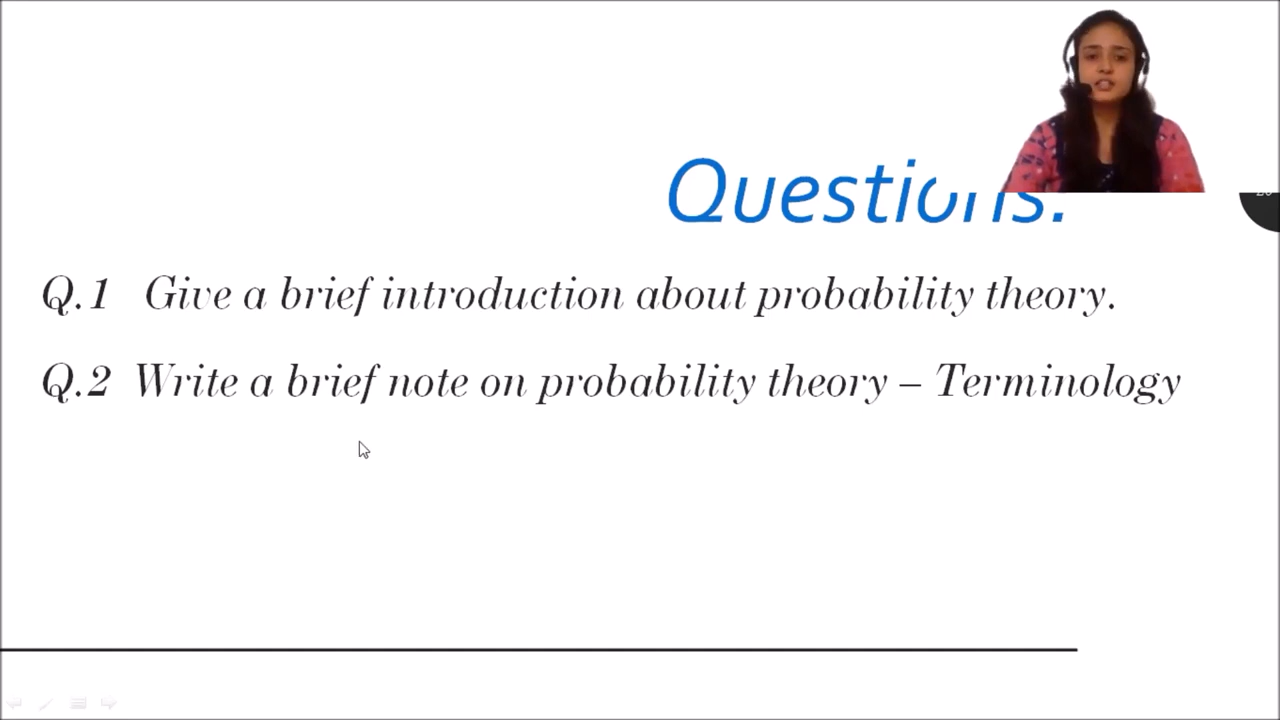 Questions:
Q.1 Give a brief introduction about probability theory.
Q.2 Write a brief note on probability theory – Terminology